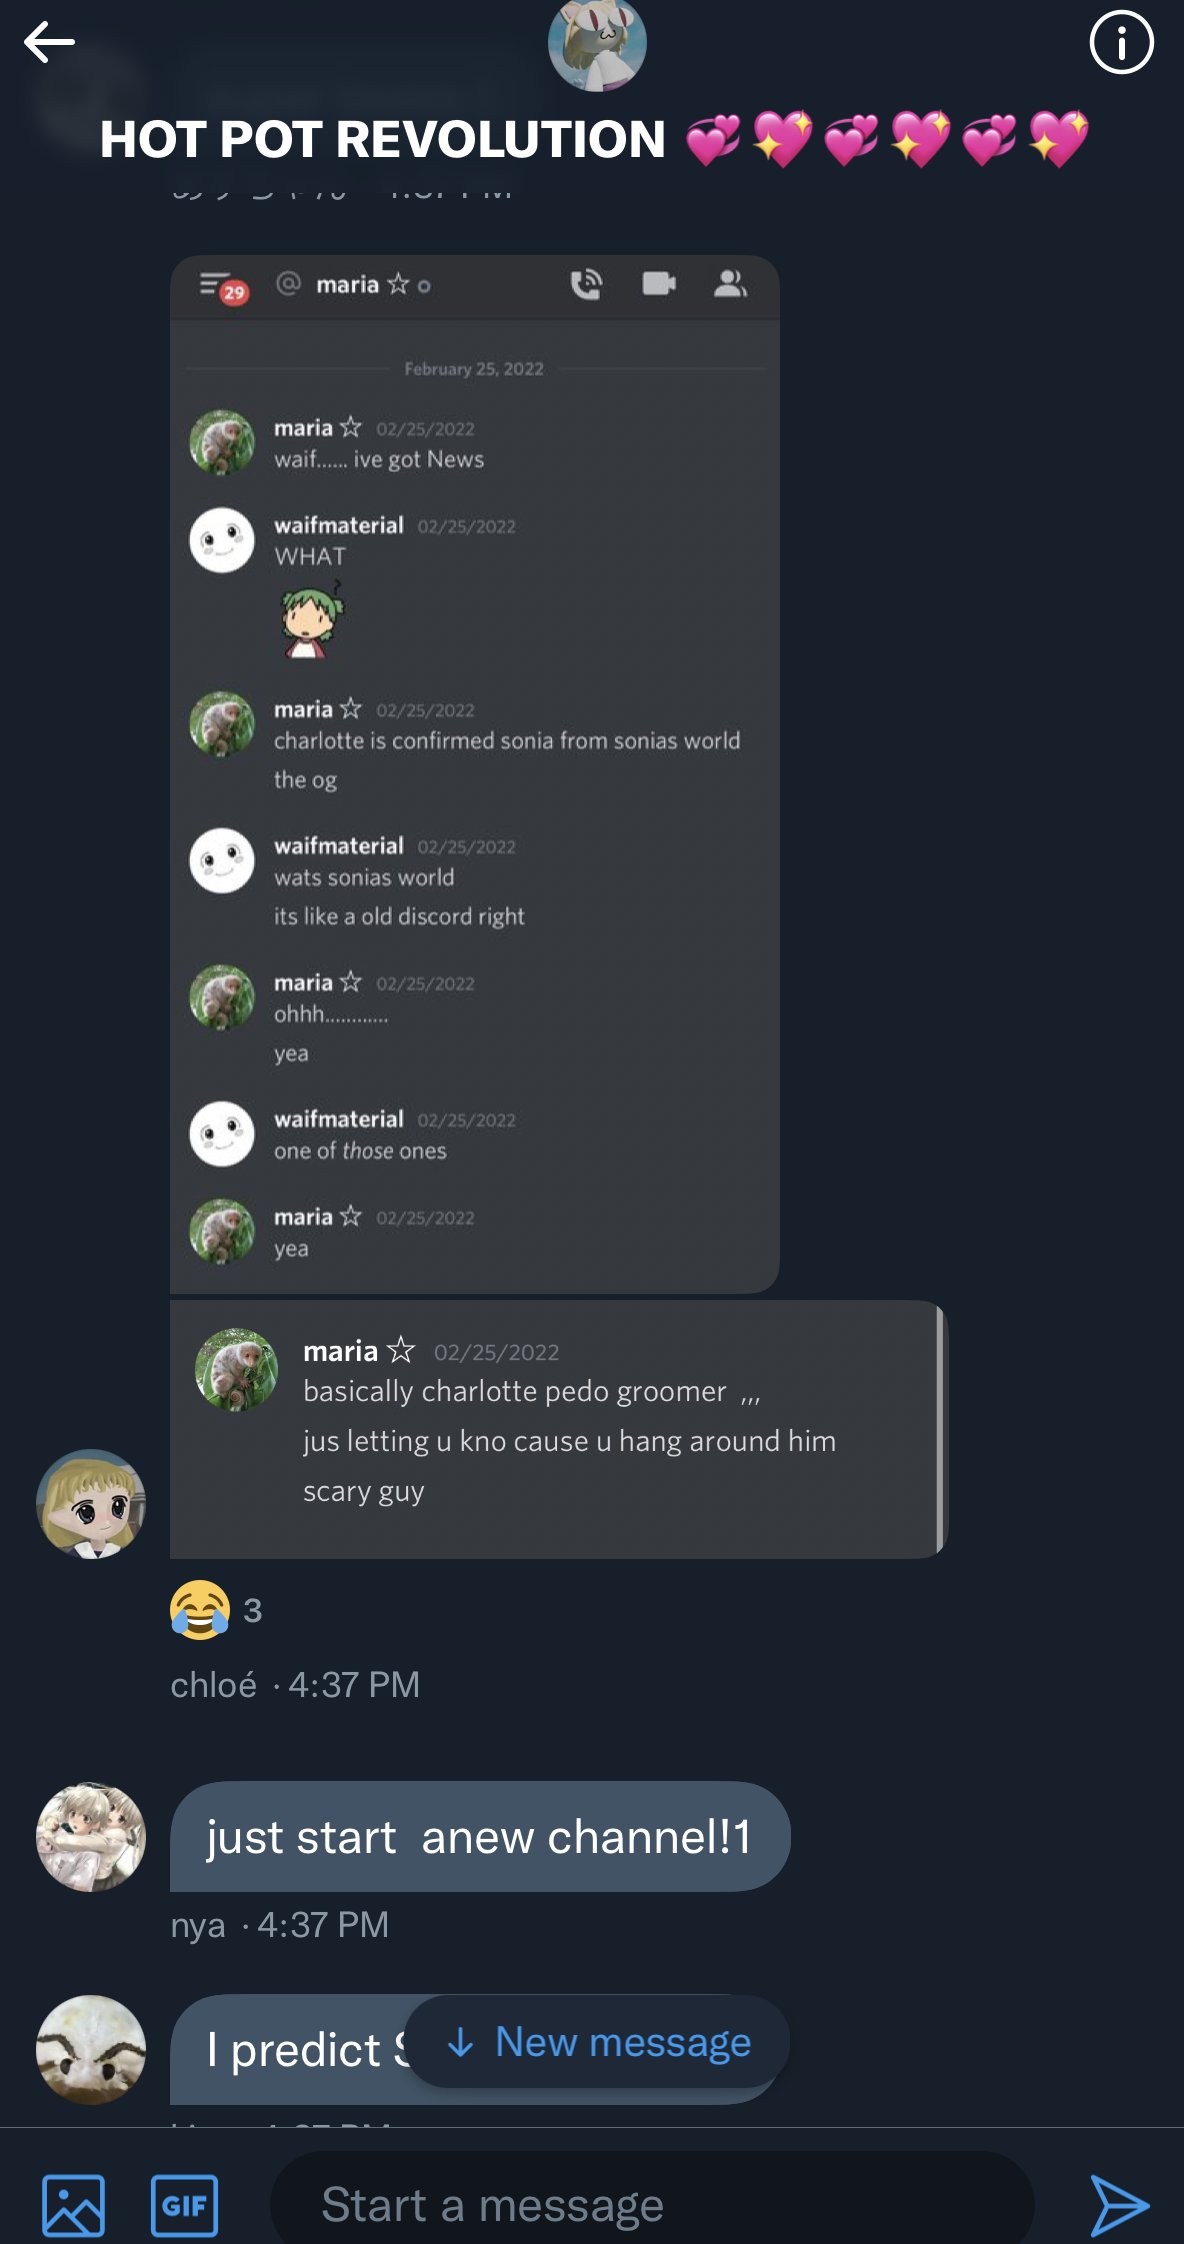 HOT POT REVOLUTION 💞💖💞💖💞💖
29
@ maria ☆
February 25, 2022
maria ☆ 02/25/2022
waif...... ive got News
waifmaterial 02/25/2022
WHAT
maria ☆ 02/25/2022
charlotte is confirmed sonia from sonias world
the og
waifmaterial 02/25/2022
wats sonias world
its like a old discord right
maria ☆ 02/25/2022
ohhh............
yea
waifmaterial 02/25/2022
one of those ones
maria ☆ 02/25/2022
yea
maria ☆ 02/25/2022
basically charlotte pedo groomer ,,,
jus letting u kno cause u hang around him
scary guy
😂 3
chloé · 4:37 PM
just start  anew channel!1
nya · 4:37 PM
I predict
↓ New message
GIF
Start a message